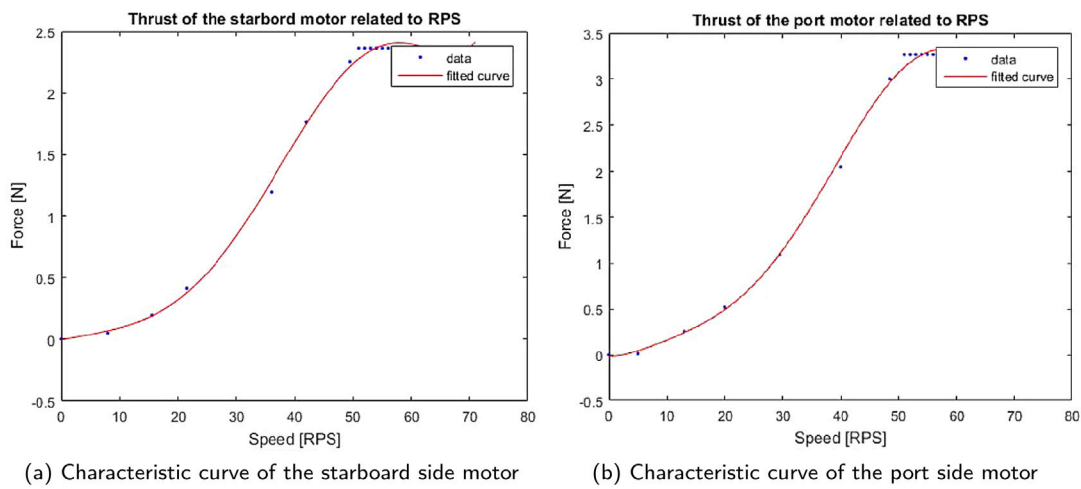 Thrust of the starbord motor related to RPS
2.5
2
1.5
1
0.5
0
-0.5
Force [N]
data
fitted curve
0 10 20 30 40 50 60 70 80
Speed [RPS]
(a) Characteristic curve of the starboard side motor
Thrust of the port motor related to RPS
3.5
3
2.5
2
1.5
1
0.5
0
-0.5
Force [N]
data
fitted curve
0 10 20 30 40 50 60 70 80
Speed [RPS]
(b) Characteristic curve of the port side motor